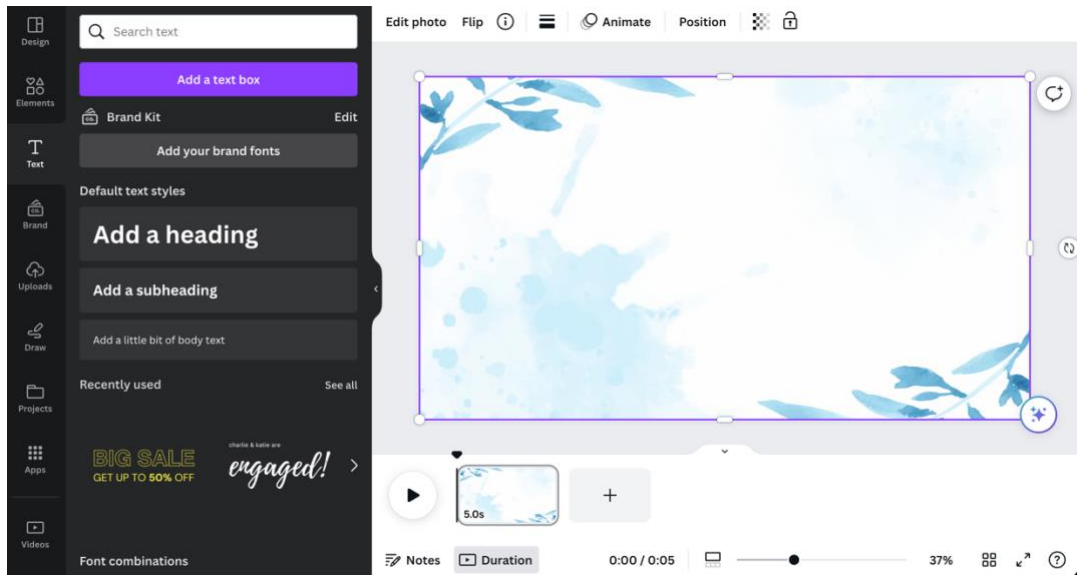 Design
Elements
Text
Brand
Uploads
Draw
Projects
Apps
Videos
Search text
Add a text box
CO.
Brand Kit
Edit
Add your brand fonts
Default text styles
Add a heading
Add a subheading
Add a little bit of body text
Recently used
See all
BIG SALE
GET UP TO 50% OFF
charlie & katie are
engaged!
Font combinations
Edit photo
Flip
Animate
Position
5.0s
Notes
Duration
0:00 / 0:05
37%